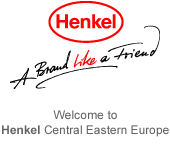 Henkel
A Brand Like a Friend
Welcome to
Henkel Central Eastern Europe